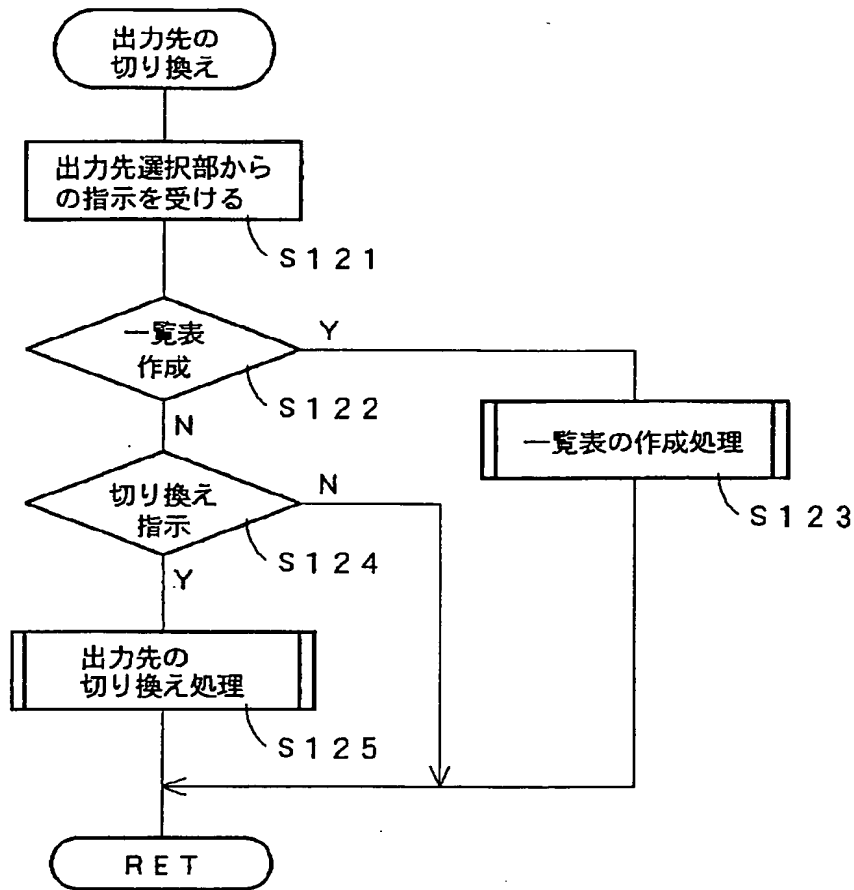 出力先の
切り換え
出力先選択部から
の指示を受ける
S121
一覧表
作成
Y
S122
N
一覧表の作成処理
S123
切り換え
指示
N
S124
Y
出力先の
切り換え処理
S125
RET